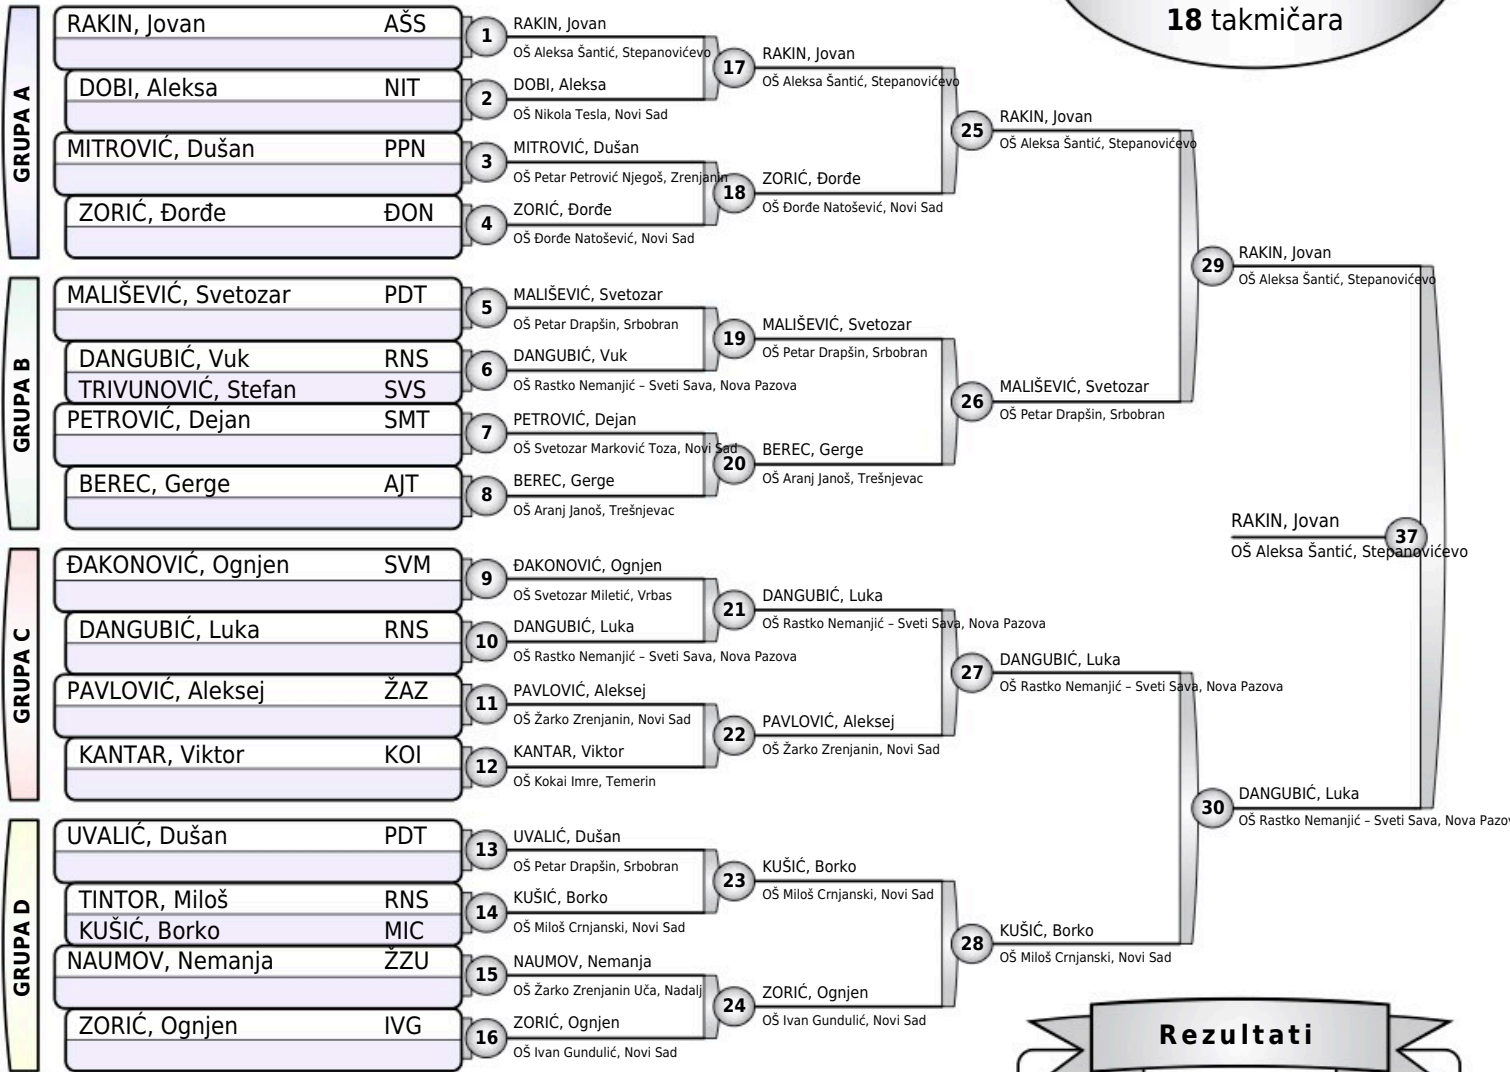 18 takmičara
GRUPA A
RAKIN, Jovan AŠS
DOBI, Aleksa NIT
MITROVIĆ, Dušan PPN
ZORIĆ, Đorđe ĐON
GRUPA B
MALIŠEVIĆ, Svetozar PDT
DANGUBIĆ, Vuk RNS
TRIVUNOVIĆ, Stefan SVS
PETROVIĆ, Dejan SMT
BEREC, Gerge AJT
GRUPA C
ĐAKONOVIĆ, Ognjen SVM
DANGUBIĆ, Luka RNS
PAVLOVIĆ, Aleksej ŽAZ
KANTAR, Viktor KOI
GRUPA D
UVALIĆ, Dušan PDT
TINTOR, Miloš RNS
KUŠIĆ, Borko MIC
NAUMOV, Nemanja ŽZU
ZORIĆ, Ognjen IVG
1 RAKIN, Jovan
OŠ Aleksa Šantić, Stepanovićevo
2 DOBI, Aleksa
OŠ Nikola Tesla, Novi Sad
3 MITROVIĆ, Dušan
OŠ Petar Petrović Njegoš, Zrenjanin
4 ZORIĆ, Đorđe
OŠ Đorđe Natošević, Novi Sad
5 MALIŠEVIĆ, Svetozar
OŠ Petar Drapšin, Srbobran
6 DANGUBIĆ, Vuk
OŠ Rastko Nemanjić – Sveti Sava, Nova Pazova
7 PETROVIĆ, Dejan
OŠ Svetozar Marković Toza, Novi Sad
8 BEREC, Gerge
OŠ Aranj Janoš, Trešnjevac
9 ĐAKONOVIĆ, Ognjen
OŠ Svetozar Miletić, Vrbas
10 DANGUBIĆ, Luka
OŠ Rastko Nemanjić – Sveti Sava, Nova Pazova
11 PAVLOVIĆ, Aleksej
OŠ Žarko Zrenjanin, Novi Sad
12 KANTAR, Viktor
OŠ Kokai Imre, Temerin
13 UVALIĆ, Dušan
OŠ Petar Drapšin, Srbobran
14 KUŠIĆ, Borko
OŠ Miloš Crnjanski, Novi Sad
15 NAUMOV, Nemanja
OŠ Žarko Zrenjanin Uča, Nadalj
16 ZORIĆ, Ognjen
OŠ Ivan Gundulić, Novi Sad
17 RAKIN, Jovan
OŠ Aleksa Šantić, Stepanovićevo
18 ZORIĆ, Đorđe
OŠ Đorđe Natošević, Novi Sad
19 MALIŠEVIĆ, Svetozar
OŠ Petar Drapšin, Srbobran
20 BEREC, Gerge
OŠ Aranj Janoš, Trešnjevac
21 DANGUBIĆ, Luka
OŠ Rastko Nemanjić – Sveti Sava, Nova Pazova
22 PAVLOVIĆ, Aleksej
OŠ Žarko Zrenjanin, Novi Sad
23 KUŠIĆ, Borko
OŠ Miloš Crnjanski, Novi Sad
24 ZORIĆ, Ognjen
OŠ Ivan Gundulić, Novi Sad
25 RAKIN, Jovan
OŠ Aleksa Šantić, Stepanovićevo
26 MALIŠEVIĆ, Svetozar
OŠ Petar Drapšin, Srbobran
27 DANGUBIĆ, Luka
OŠ Rastko Nemanjić – Sveti Sava, Nova Pazova
28 KUŠIĆ, Borko
OŠ Miloš Crnjanski, Novi Sad
29 RAKIN, Jovan
OŠ Aleksa Šantić, Stepanovićevo
30 DANGUBIĆ, Luka
OŠ Rastko Nemanjić – Sveti Sava, Nova Pazo
RAKIN, Jovan 37
OŠ Aleksa Šantić, Stepanovićevo
Rezultati